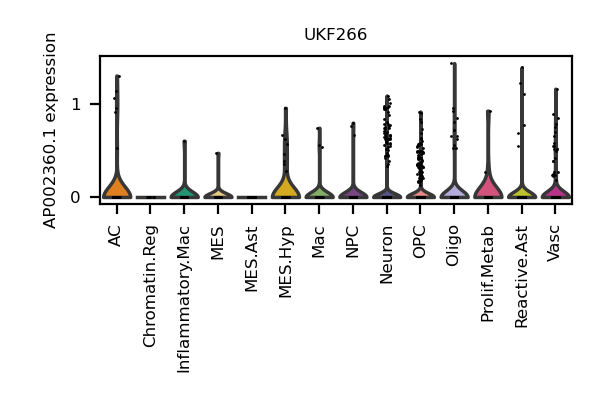 UKF266
AP002360.1 expression
1
0
AC
Chromatin.Reg
Inflammatory.Mac
MES
MES.Ast
MES.Hyp
Mac
NPC
Neuron
OPC
Oligo
Prolif.Metab
Reactive.Ast
Vasc